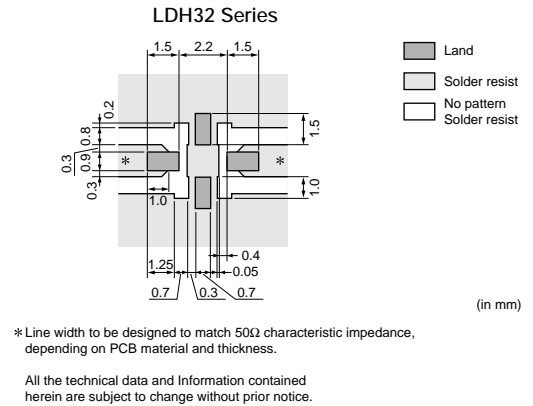 LDH32 Series
1.5 2.2 1.5
Land
Solder resist
No pattern
Solder resist
0.2
0.8
0.3
0.9
0.3
*
*
1.5
1.0
1.0
0.4
1.25
0.05
0.7 0.3 0.7
(in mm)
* Line width to be designed to match 50Ω characteristic impedance,
depending on PCB material and thickness.
All the technical data and Information contained
herein are subject to change without prior notice.